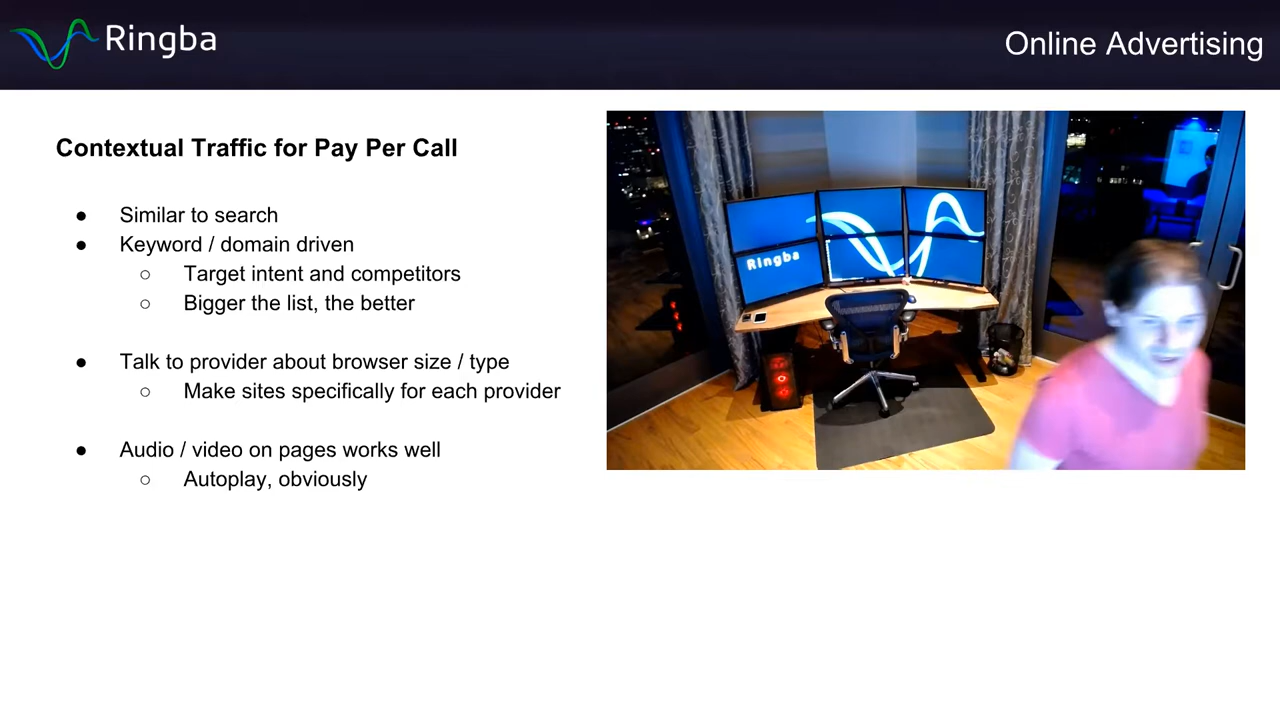 Ringba
Online Advertising
Contextual Traffic for Pay Per Call
● Similar to search
● Keyword / domain driven
○ Target intent and competitors
○ Bigger the list, the better
● Talk to provider about browser size / type
○ Make sites specifically for each provider
● Audio / video on pages works well
○ Autoplay, obviously
Ringba